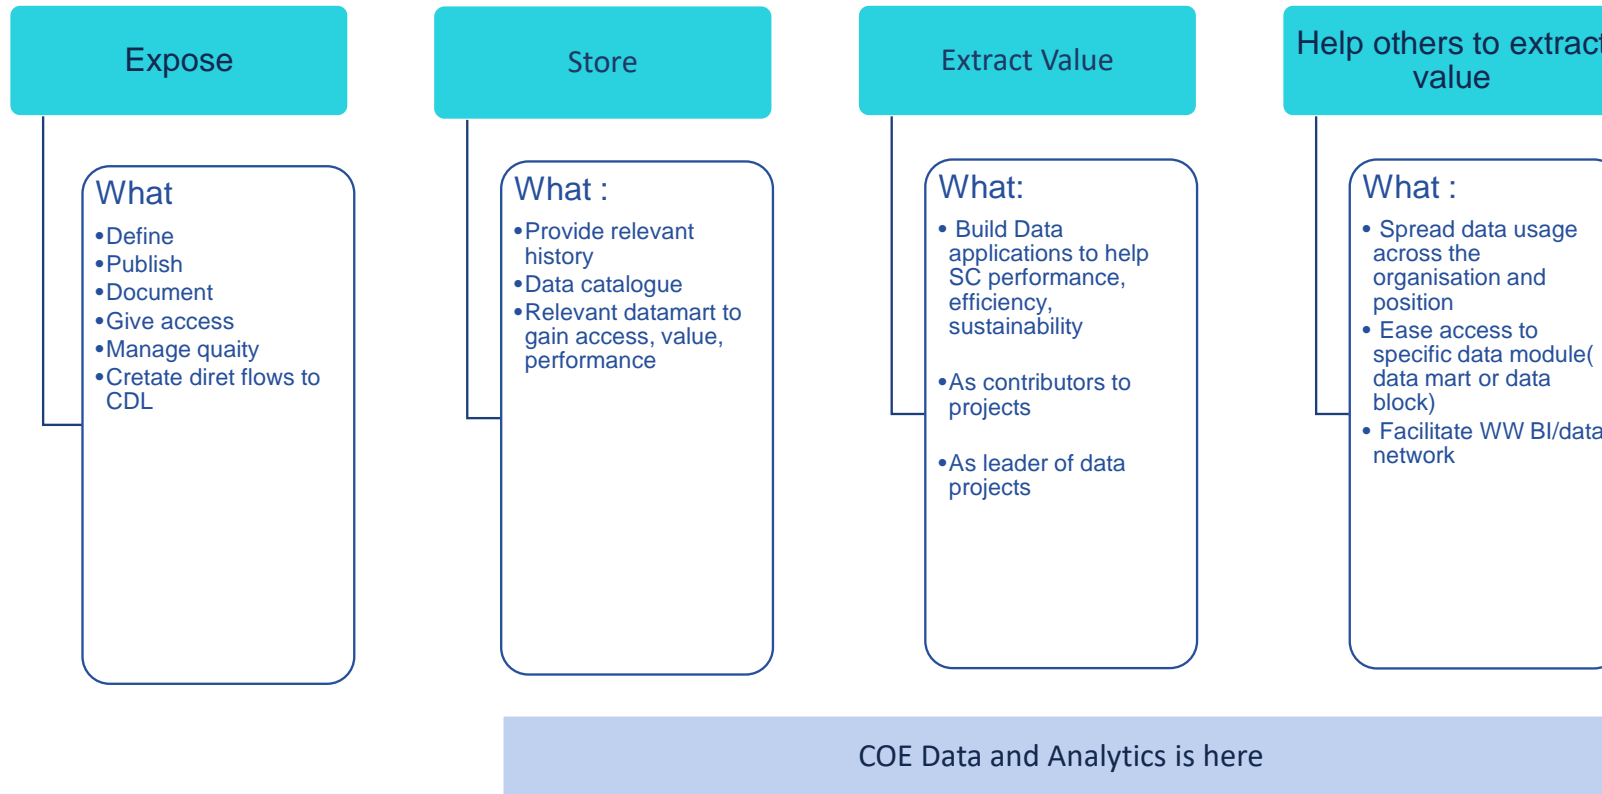 Expose
What
•Define
•Publish
•Document
•Give access
•Manage quaity
•Cretate diret flows to
CDL
Store
What :
•Provide relevant
history
•Data catalogue
•Relevant datamart to
gain access, value,
performance
Extract Value
What:
• Build Data
applications to help
SC performance,
efficiency,
sustainability
•As contributors to
projects
•As leader of data
projects
Help others to extract
value
What :
• Spread data usage
across the
organisation and
position
• Ease access to
specific data module(
data mart or data
block)
• Facilitate WW BI/data
network
COE Data and Analytics is here